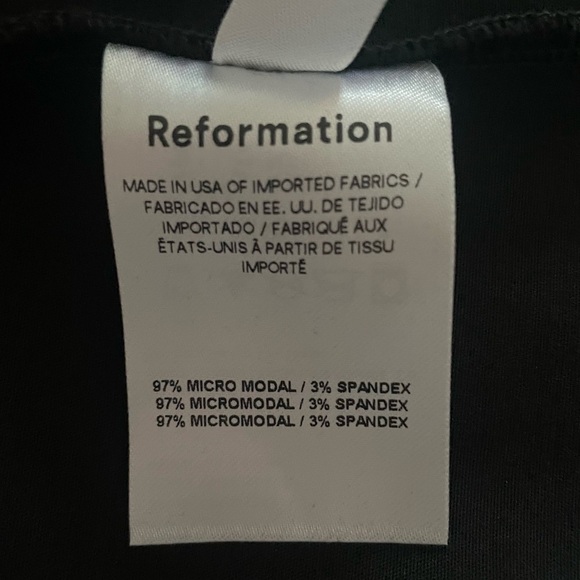 Reformation
MADE IN USA OF IMPORTED FABRICS /
FABRICADO EN EE. UU. DE TEJIDO
IMPORTADO / FABRIQUÉ AUX
ÉTATS-UNIS À PARTIR DE TISSU
IMPORTÉ
97% MICRO MODAL / 3% SPANDEX
97% MICROMODAL / 3% SPANDEX
97% MICROMODAL / 3% SPANDEX